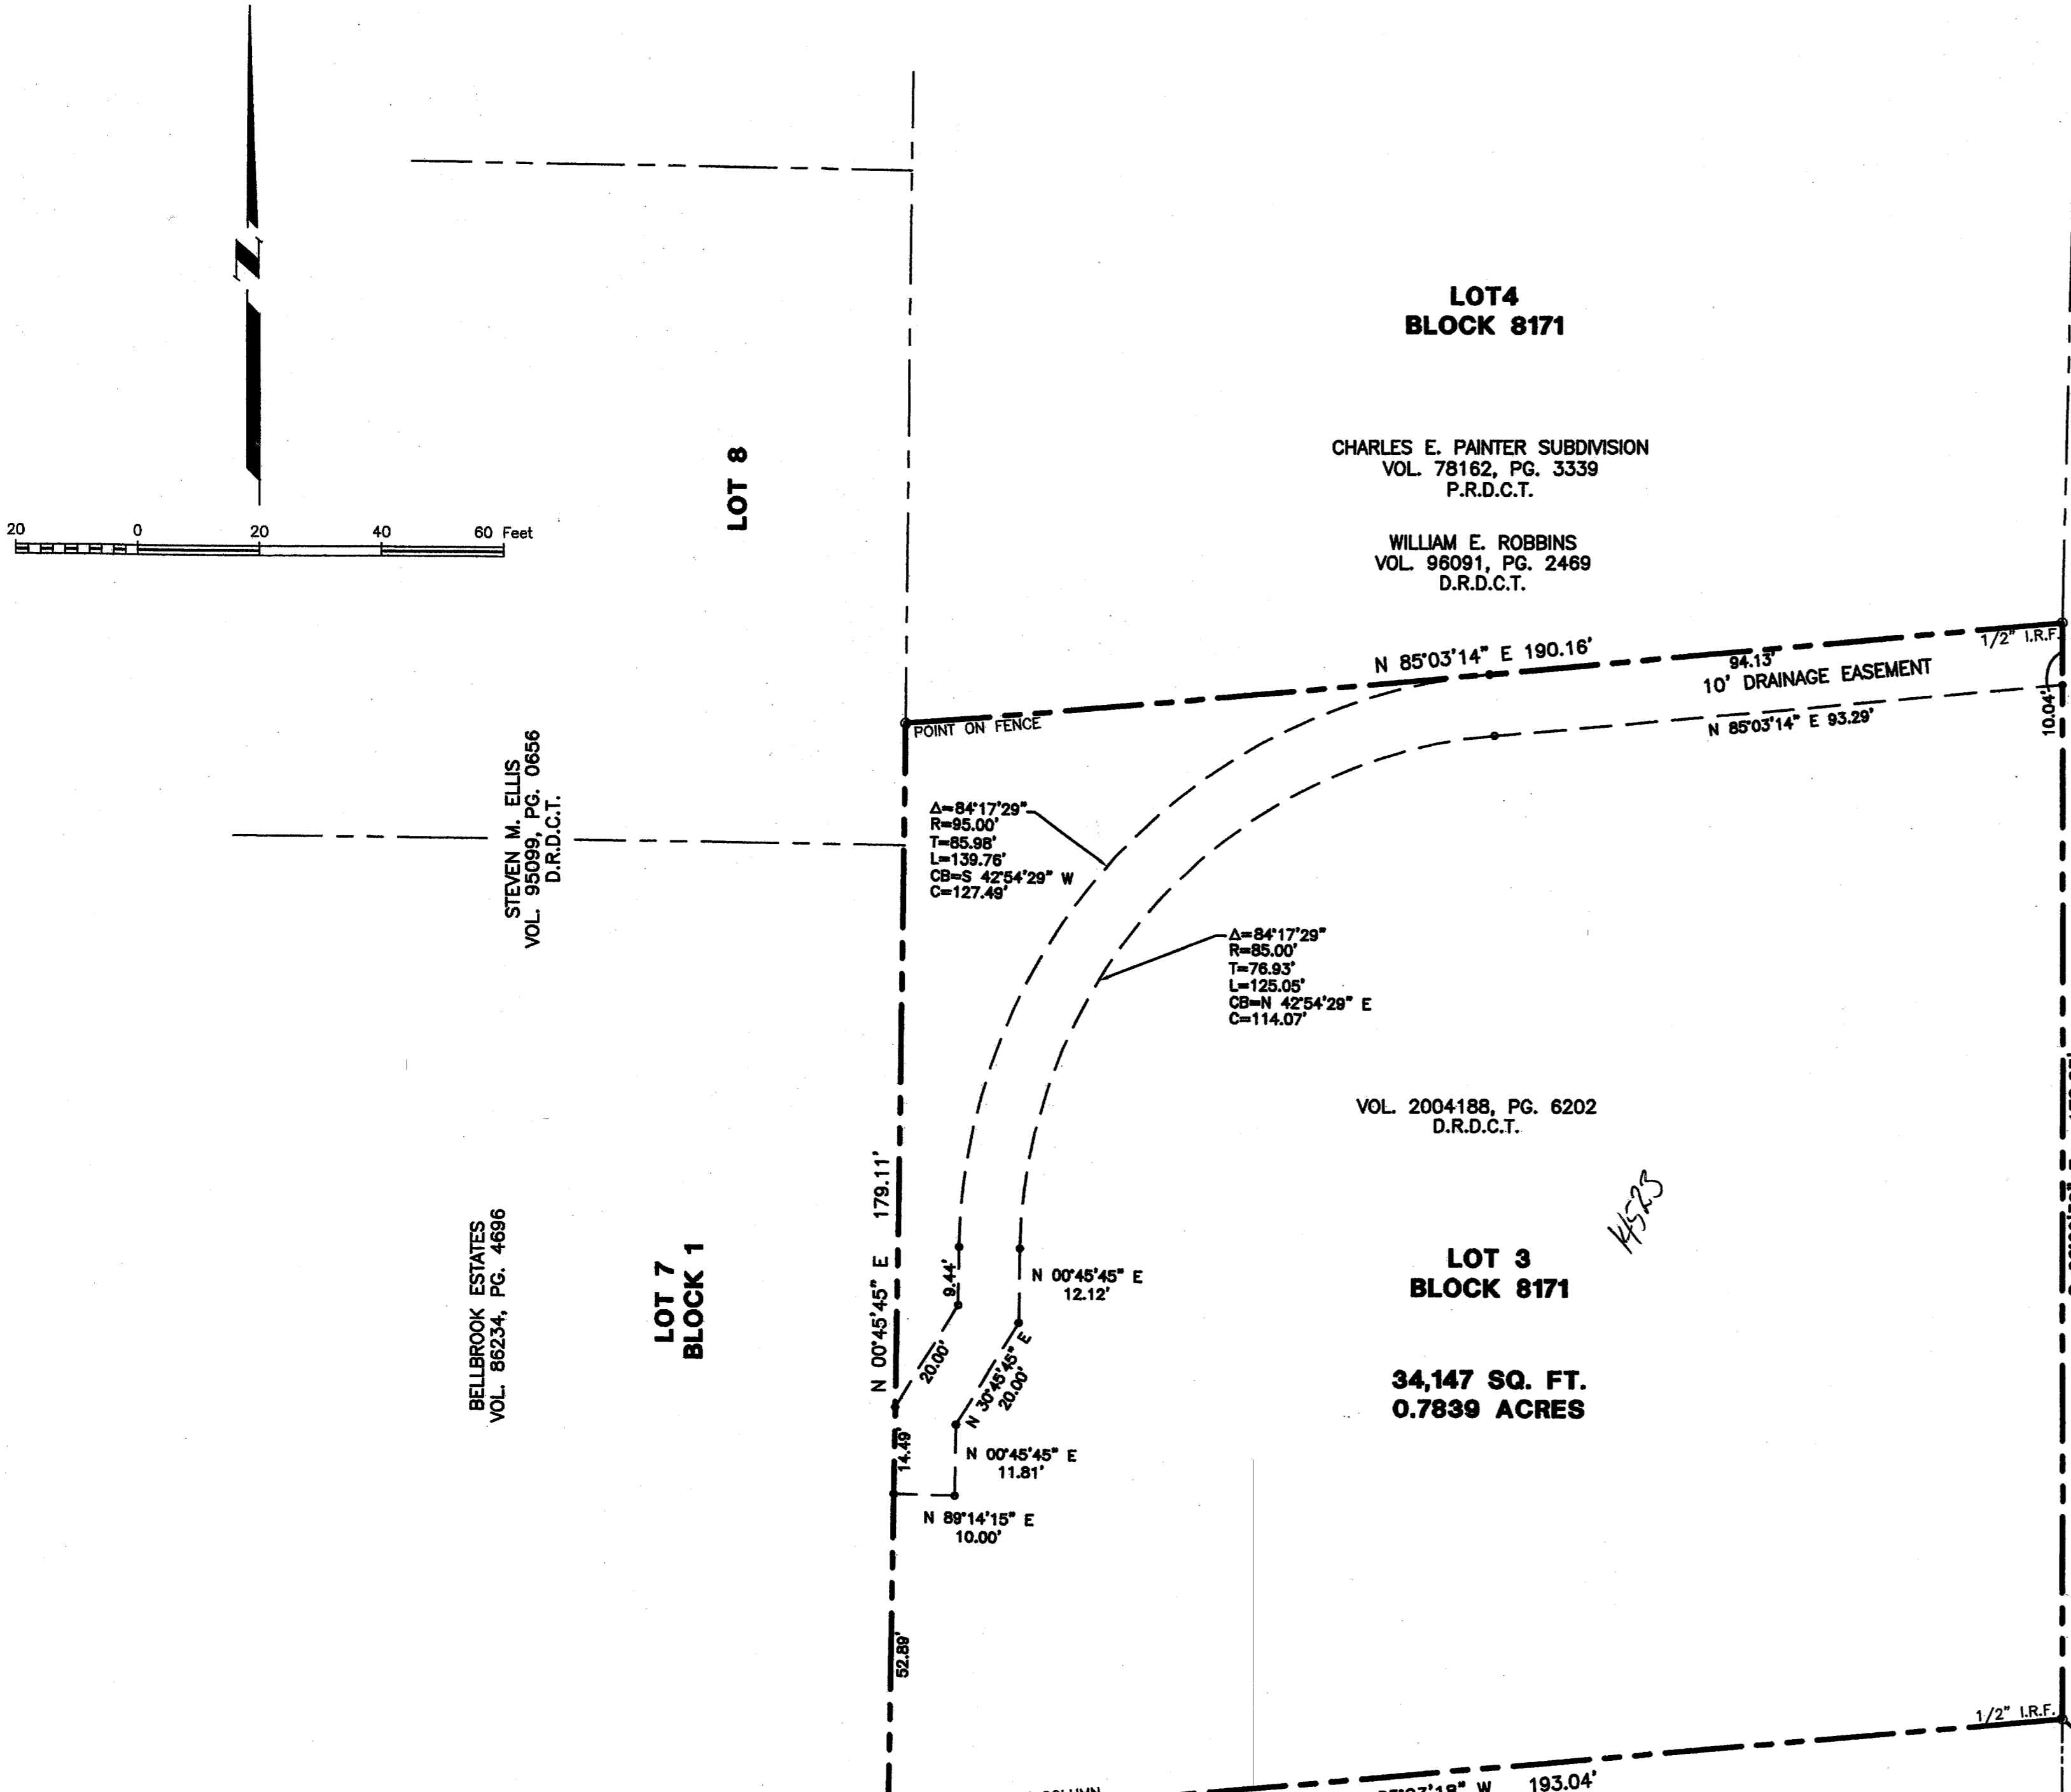 LOT4
BLOCK 8171
CHARLES E. PAINTER SUBDIVISION
VOL. 78162, PG. 3339
P.R.D.C.T.
WILLIAM E. ROBBINS
VOL. 96091, PG. 2469
D.R.D.C.T.
N
20 0 20 40 60 Feet
LOT 8
N 85°03'14" E 190.16'
94.13'
10' DRAINAGE EASEMENT
1/2" I.R.F.
N 85°03'14" E 93.29'
10.04'
POINT ON FENCE
STEVEN M. ELLIS
VOL. 95099, PG. 0656
D.R.D.C.T.
Δ=84°17'29"
R=95.00'
T=85.98'
L=139.76'
CB=S 42°54'29" W
C=127.49'
Δ=84°17'29"
R=85.00'
T=76.93'
L=125.05'
CB=N 42°54'29" E
C=114.07'
VOL. 2004188, PG. 6202
D.R.D.C.T.
14523
BELLBROOK ESTATES
VOL. 86234, PG. 4696
LOT 7
BLOCK 1
N 00°45'45" E 179.11'
9.44'
N 00°45'45" E
12.12'
20.00'
N 30°45'45" E
20.00'
14.49'
N 00°45'45" E
11.81'
N 89°14'15" E
10.00'
LOT 3
BLOCK 8171
34,147 SQ. FT.
0.7839 ACRES
52.89'
1/2" I.R.F.
COLUMN
03'18" W 193.04'